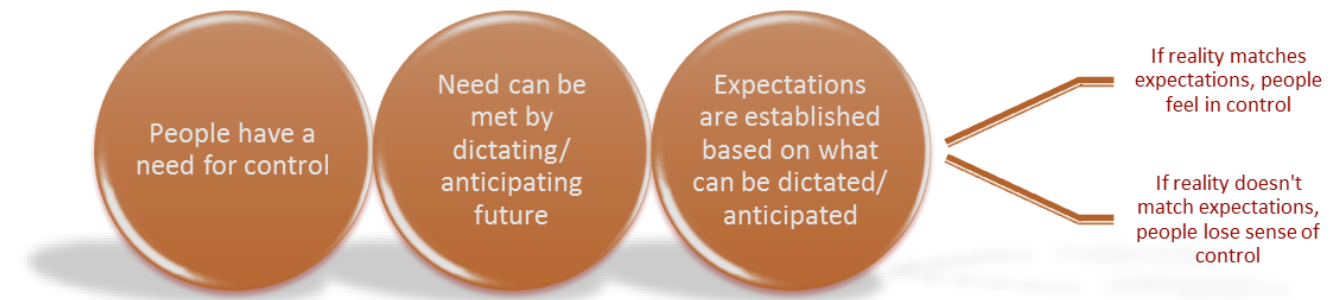 People have a
need for control
Need can be
met by
dictating/
anticipating
future
Expectations
are established
based on what
can be dictated/
anticipated
If reality matches
expectations, people
feel in control
If reality doesn't
match expectations,
people lose sense of
control